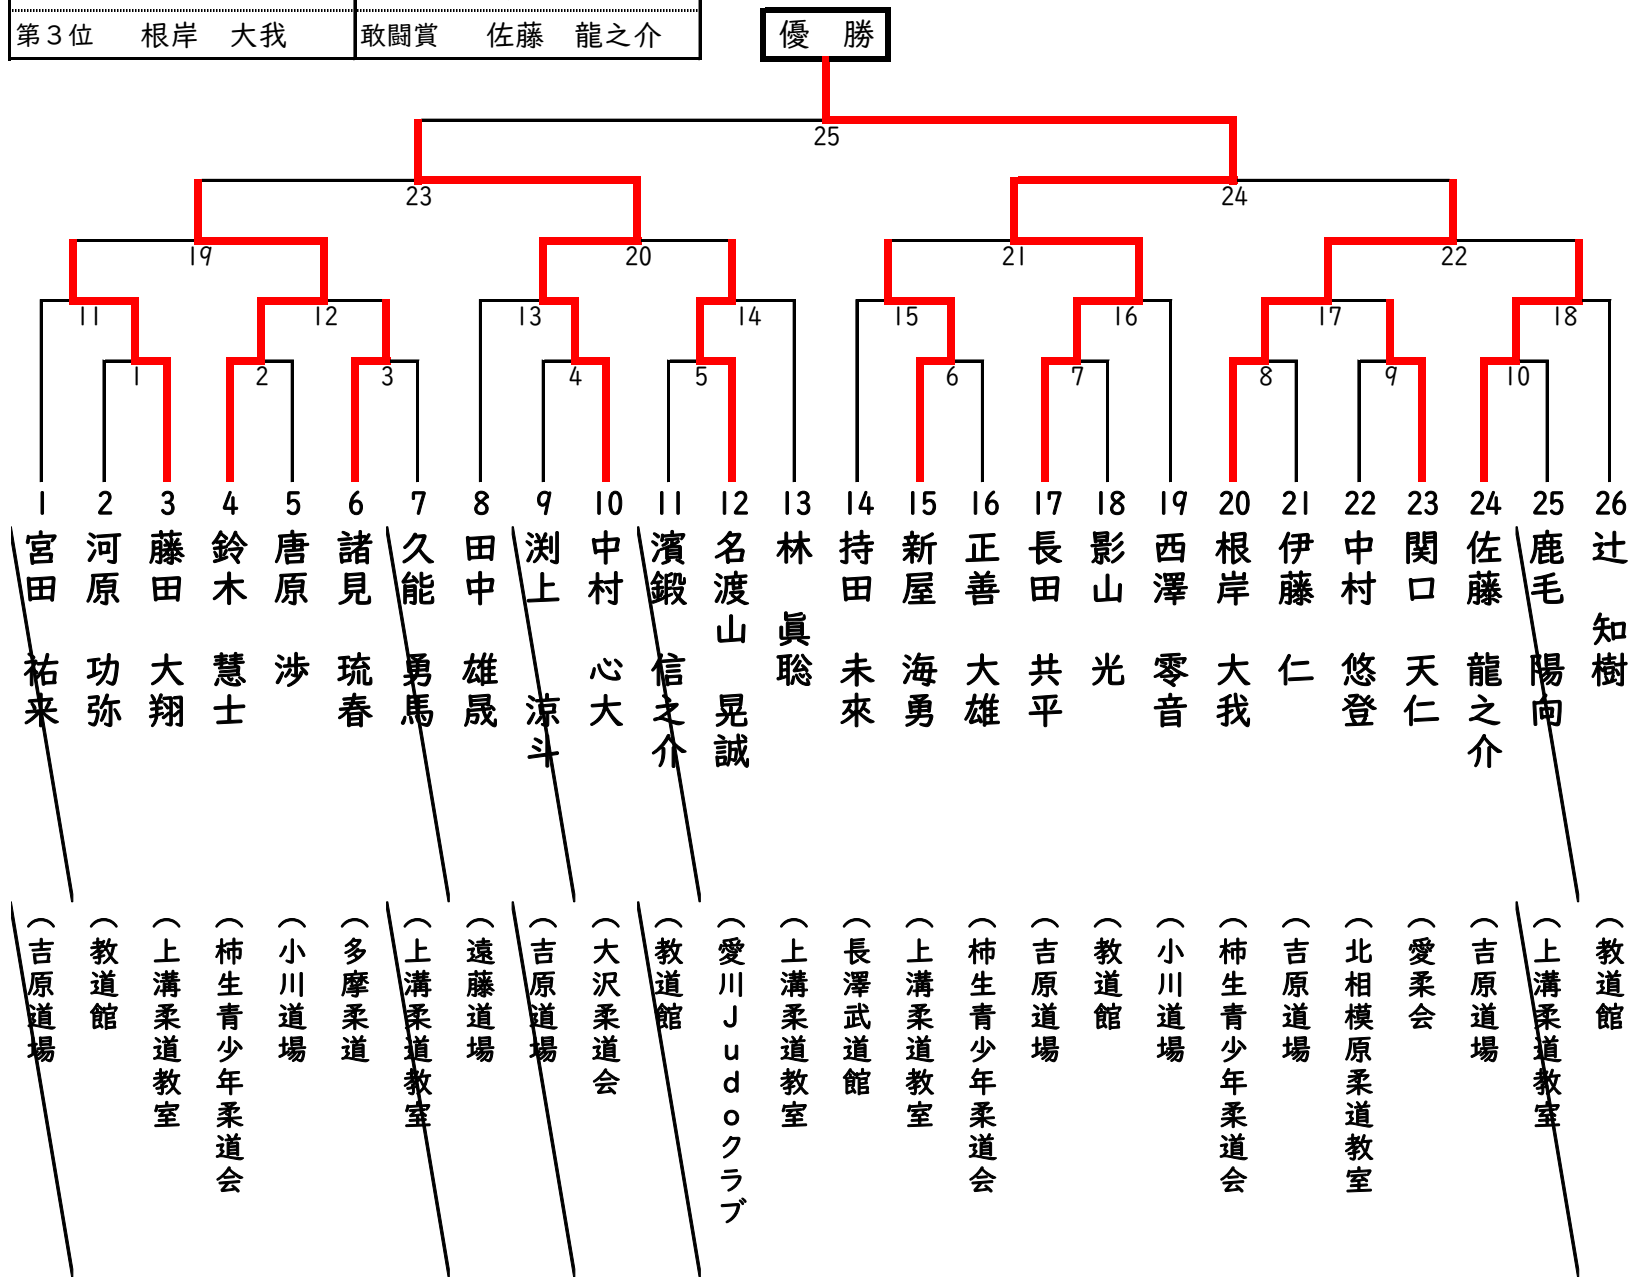 第３位 根岸 大我 敢闘賞 佐藤 龍之介
優 勝
25
23 24
19 20 21 22
11 12 13 14 15 16 17 18
1 2 3 4 5 6 7 8 9 10
1 宮田 祐来 （吉原道場
2 河原 功弥 （教道館
3 藤田 大翔 （上溝柔道教室
4 鈴木 慧士 （柿生青少年柔道会
5 唐原 渉 （小川道場
6 諸見 琉春 （多摩柔道
7 久能 勇馬 （上溝柔道教室
8 田中 雄晟 （遠藤道場
9 渕上 涼斗 （吉原道場
10 中村 心大 （大沢柔道会
11 濱鍛 信之介 （教道館
12 名渡山 晃誠 （愛川Ｊｕｄｏクラブ
13 林 眞聡 （上溝柔道教室
14 持田 未來 （長澤武道館
15 新屋 海勇 （上溝柔道教室
16 正善 大雄 （柿生青少年柔道会
17 長田 共平 （吉原道場
18 影山 光 （教道館
19 西澤 零音 （小川道場
20 根岸 大我 （柿生青少年柔道会
21 伊藤 仁 （吉原道場
22 中村 悠登 （北相模原柔道教室
23 関口 天仁 （愛柔会
24 佐藤 龍之介 （吉原道場
25 鹿毛 陽向 （上溝柔道教室
26 辻 知樹 （教道館